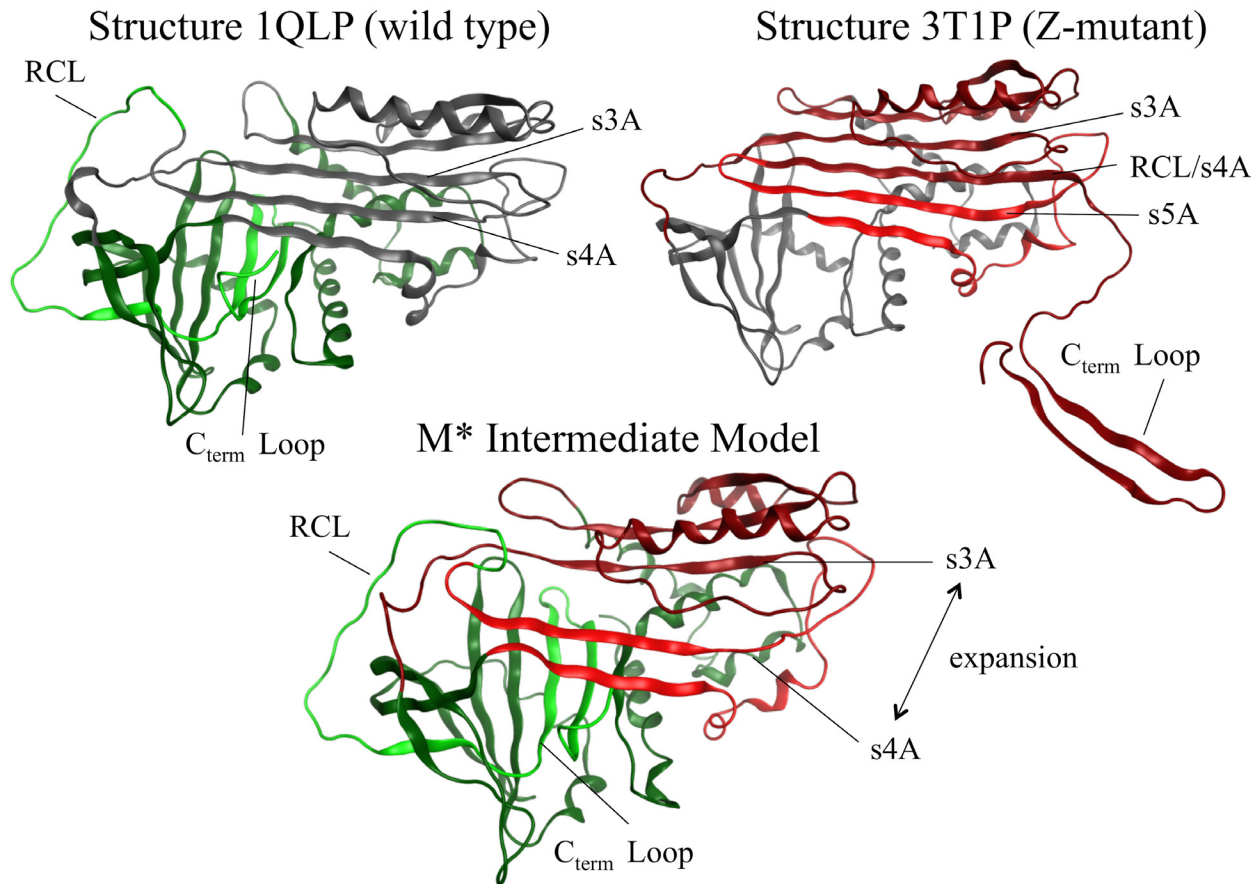 Structure 1QLP (wild type)
Structure 3T1P (Z-mutant)
RCL
s3A
s4A
Cterm Loop
s3A
RCL/s4A
s5A
Cterm Loop
M* Intermediate Model
RCL
s3A
expansion
s4A
Cterm Loop